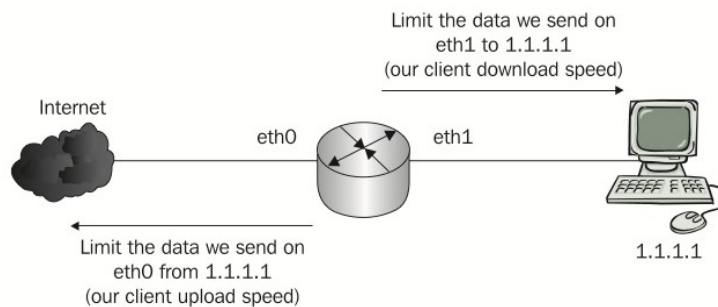 Limit the data we send on
eth1 to 1.1.1.1
(our client download speed)
Internet
eth0
eth1
Limit the data we send on
eth0 from 1.1.1.1
(our client upload speed)
1.1.1.1